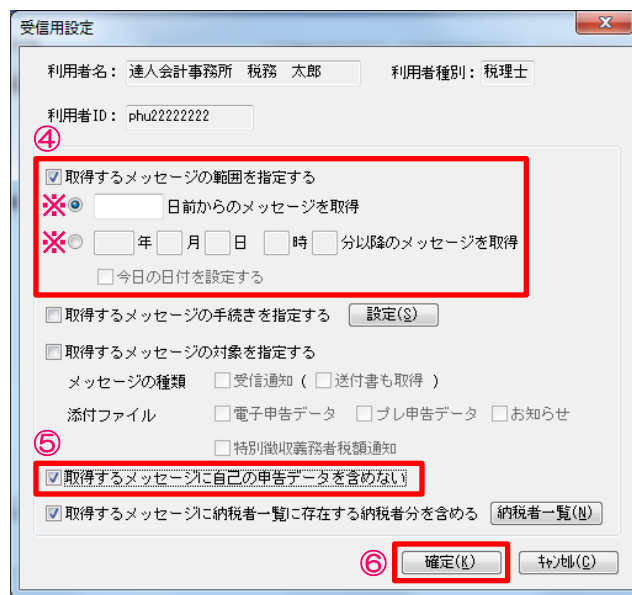 受信用設定
利用者名： 達人会計事務所　税務　太郎　　利用者種別： 税理士
利用者ID： phu22222222
④
取得するメッセージの範囲を指定する
※ 日前からのメッセージを取得
※ 年 月 日 時 分以降のメッセージを取得
今日の日付を設定する
取得するメッセージの手続きを指定する 設定(S)
取得するメッセージの対象を指定する
メッセージの種類 受信通知 ( 送付書も取得 )
添付ファイル 電子申告データ プレ申告データ お知らせ
特別徴収義務者税額通知
⑤
取得するメッセージに自己の申告データを含めない
取得するメッセージに納税者一覧に存在する納税者分を含める 納税者一覧(N)
⑥ 確定(K) ｷｬﾝｾﾙ(C)